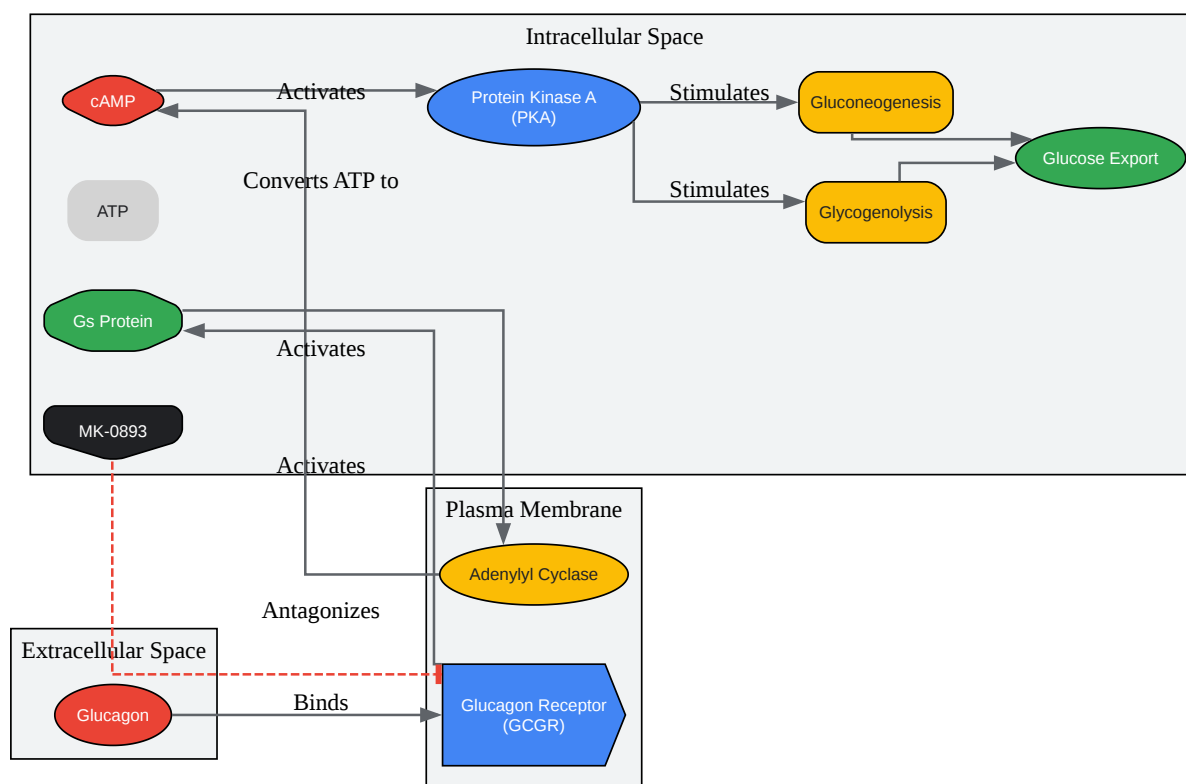 Intracellular Space
cAMP
Activates
Protein Kinase A
(PKA)
Stimulates
Gluconeogenesis
Glucose Export
Converts ATP to
Stimulates
ATP
Glycogenolysis
Gs Protein
Activates
MK-0893
Activates
Plasma Membrane
Adenylyl Cyclase
Antagonizes
Extracellular Space
Glucagon
Binds
Glucagon Receptor
(GCGR)